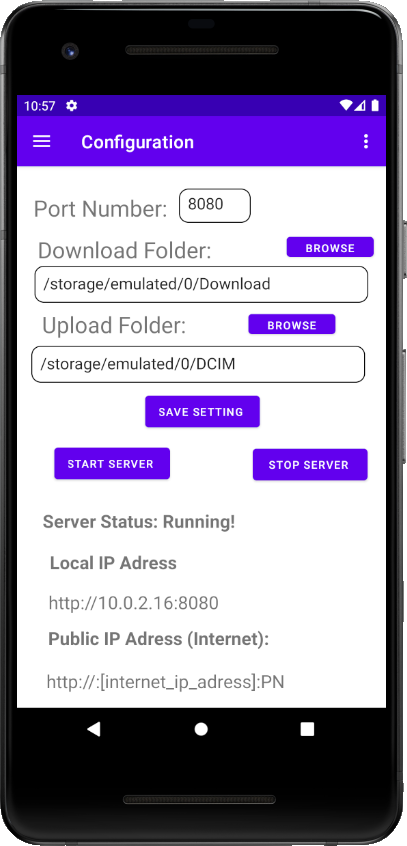 10:57
Configuration
Port Number: 8080
Download Folder: BROWSE
/storage/emulated/0/Download
Upload Folder: BROWSE
/storage/emulated/0/DCIM
SAVE SETTING
START SERVER STOP SERVER
Server Status: Running!
Local IP Adress
http://10.0.2.16:8080
Public IP Adress (Internet):
http://:[internet_ip_adress]:PN